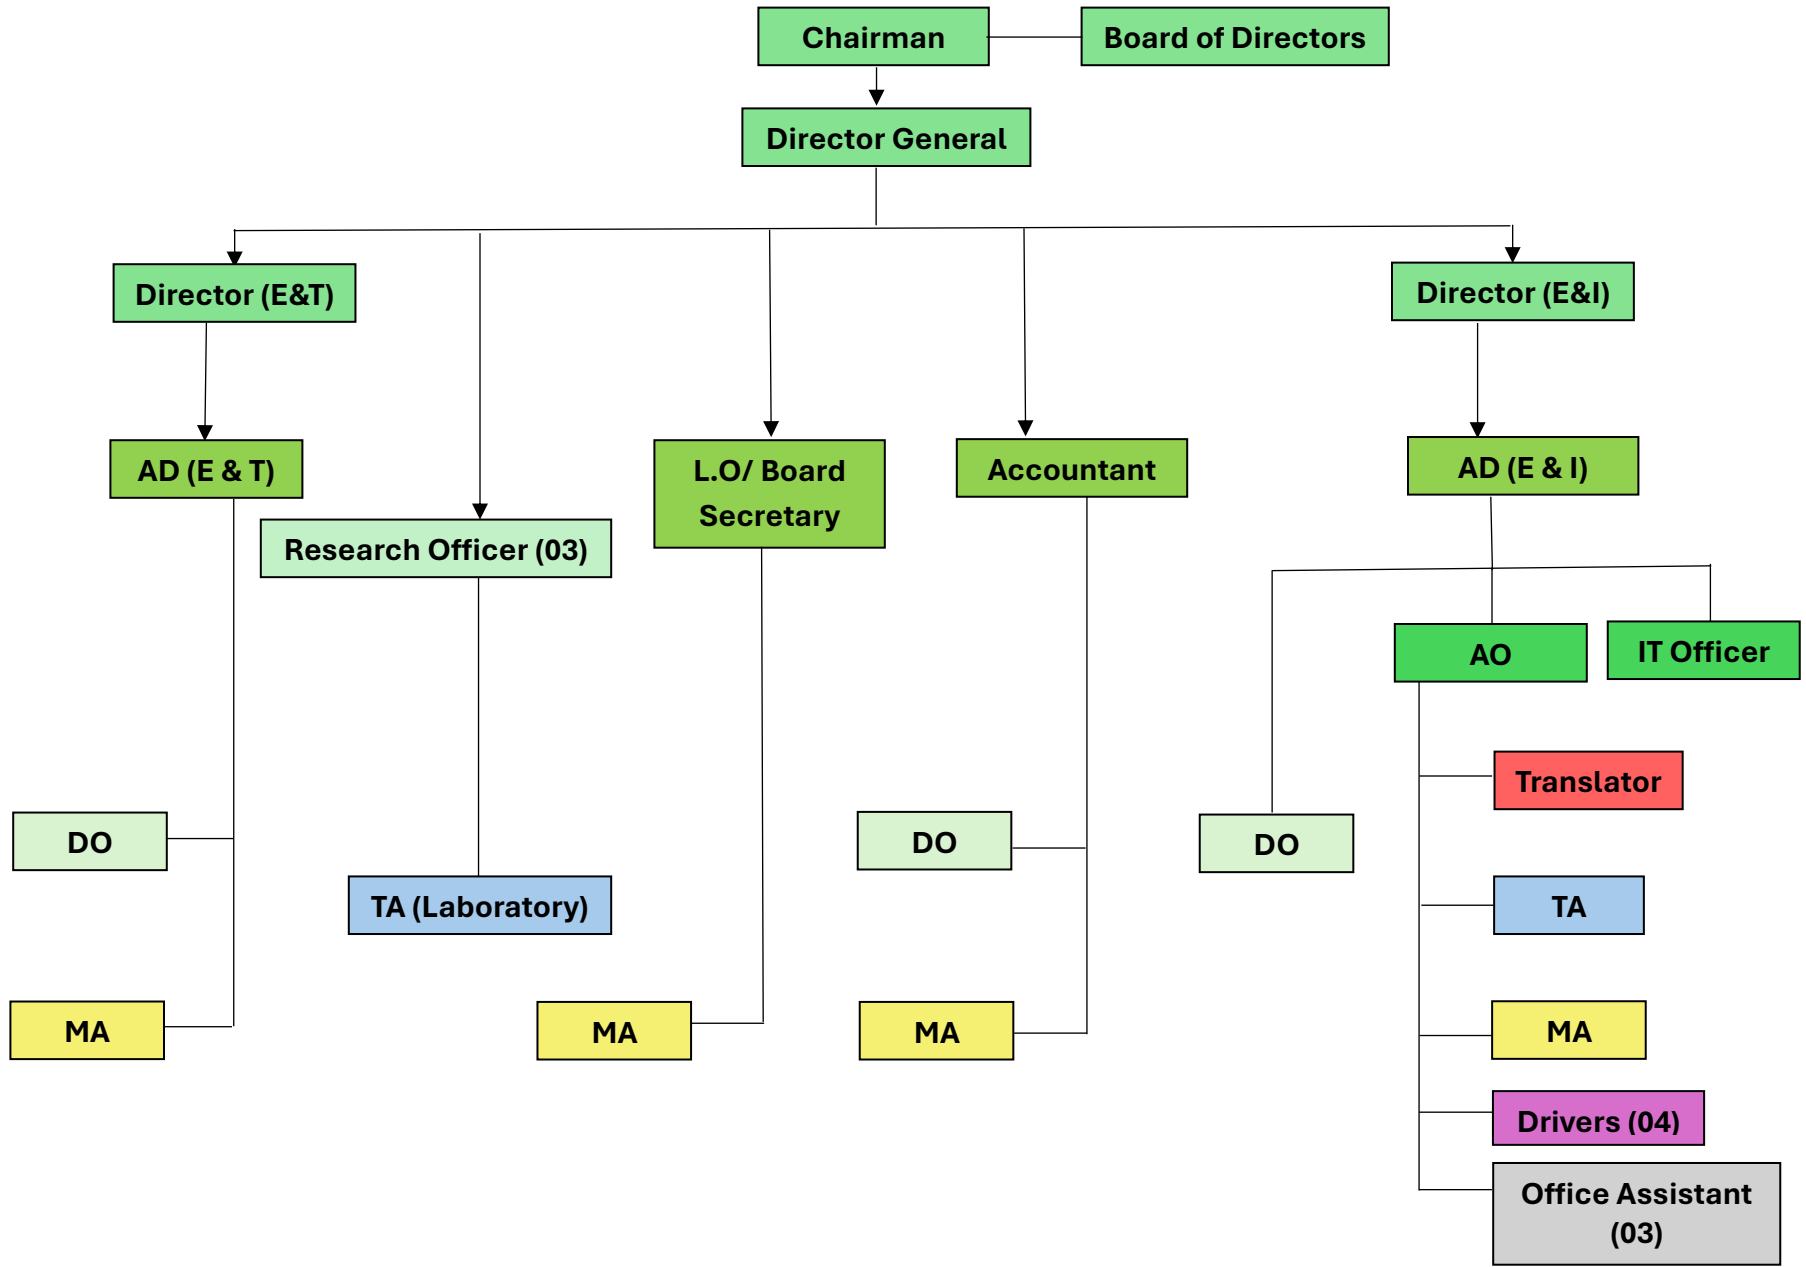 Chairman
Board of Directors
Director General
Director (E&T)
Director (E&I)
AD (E & T)
L.O/ Board
Secretary
Accountant
AD (E & I)
Research Officer (03)
AO
IT Officer
Translator
DO
DO
DO
TA (Laboratory)
TA
MA
MA
MA
MA
Drivers (04)
Office Assistant
(03)